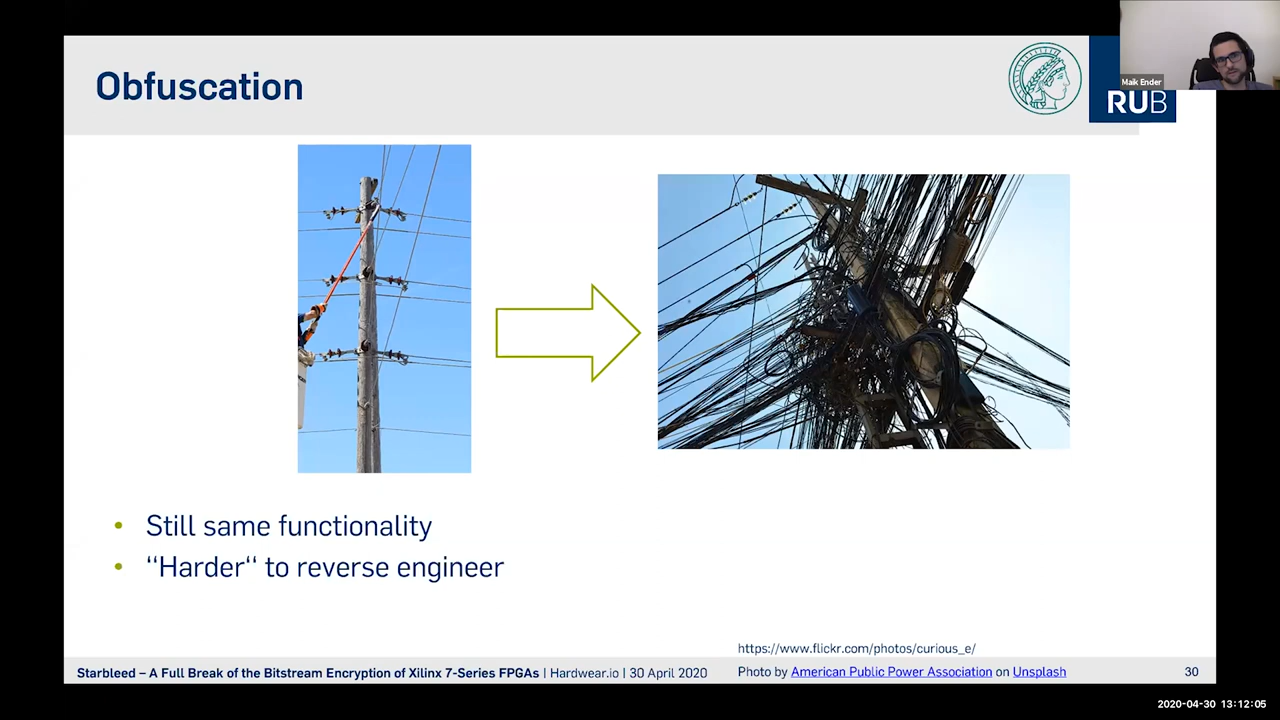 Obfuscation
Maik Ender
RUB
• Still same functionality
• “Harder“ to reverse engineer
https://www.flickr.com/photos/curious_e/
Starbleed – A Full Break of the Bitstream Encryption of Xilinx 7-Series FPGAs | Hardwear.io | 30 April 2020
Photo by American Public Power Association on Unsplash
30
2020-04-30 13:12:05